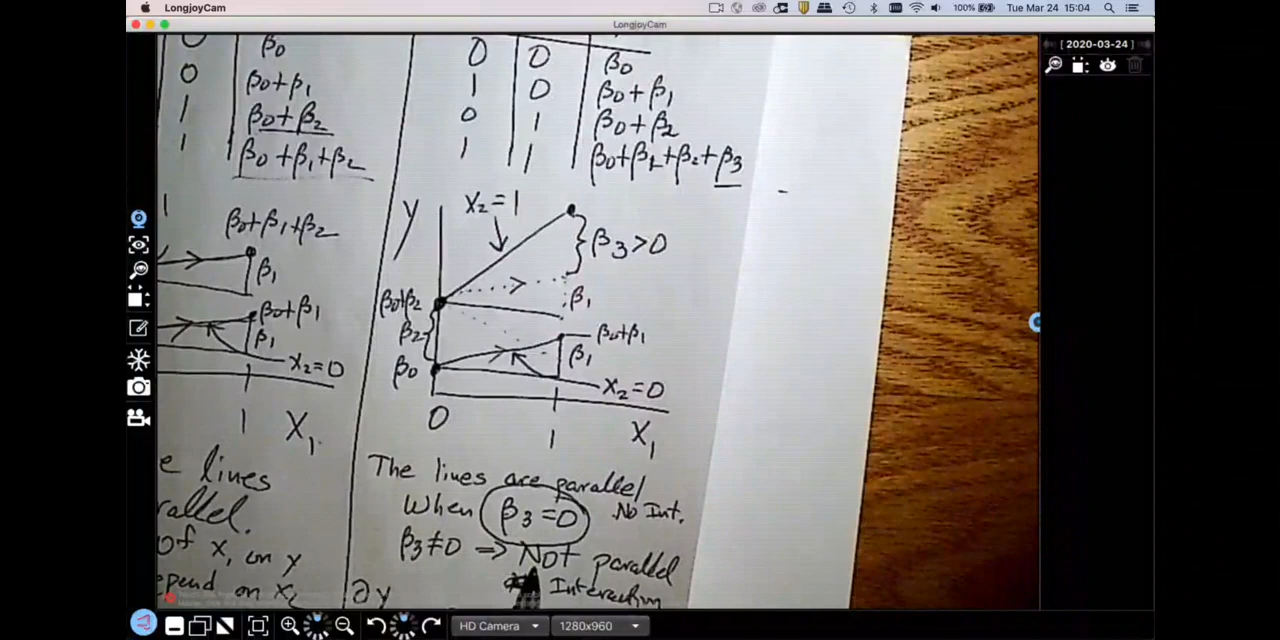 LongjoyCam
100%
Tue Mar 24 15:04
LongjoyCam
[ 2020-03-24 ]
0 β0
0 β0+β1
1 β0+β2
1 β0+β1+β2
1
β0+β1+β2
β1
β0+β1
β1
X2=0
1
X1
e lines
rallel.
of x1 on y
epend on x2
0 0 β0
1 0 β0+β1
0 1 β0+β2
1 1 β0+β1+β2+β3
y
X2=1
β3>0
β0+β2
β1
β2
β0+β1
β1
β0
X2=0
0
1
X1
The lines are parallel
When β3=0 No Int.
β3≠0 ⇒ Not parallel
Interaction
∂y
HD Camera
1280x960